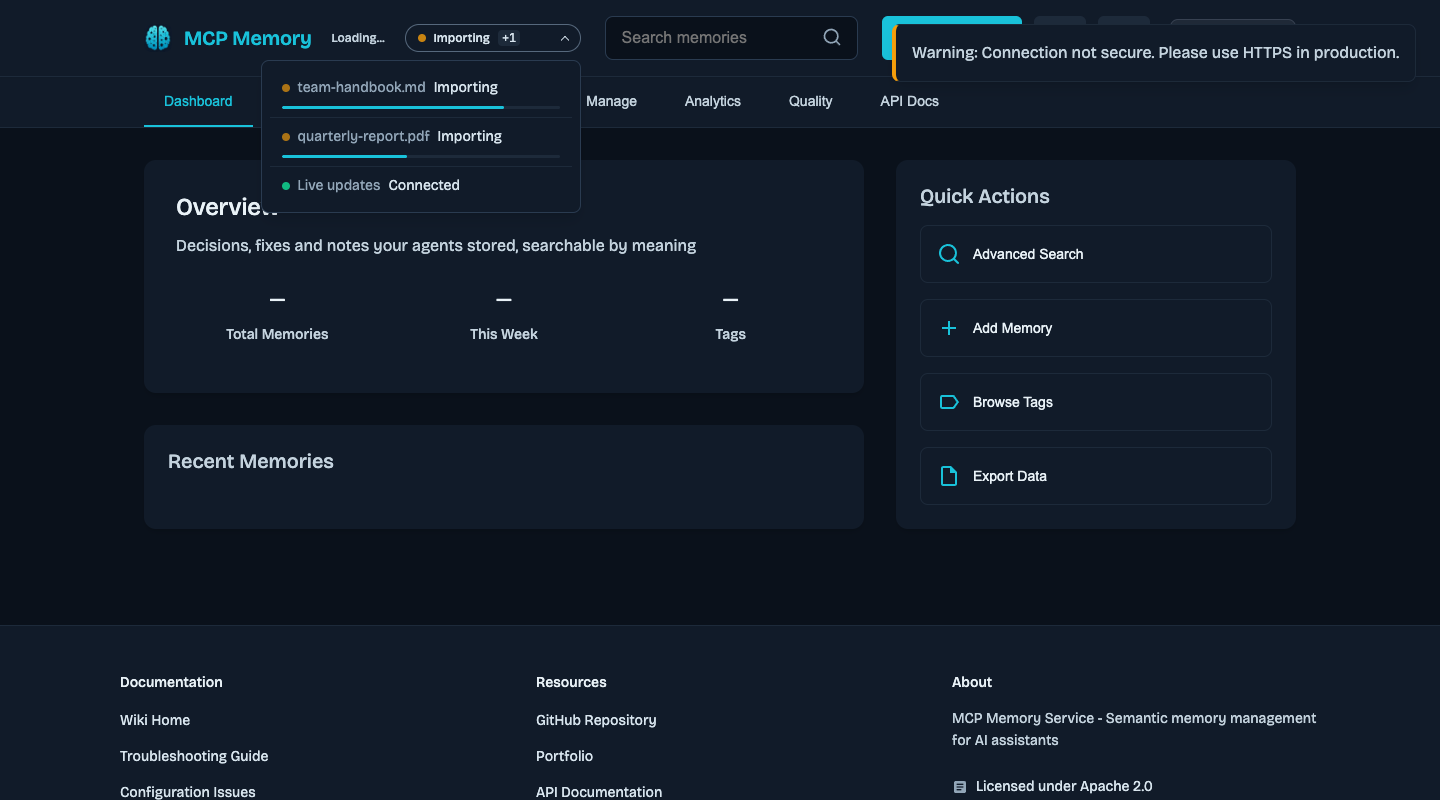 MCP Memory
Loading...
Importing +1
Search memories
Warning: Connection not secure. Please use HTTPS in production.
team-handbook.md Importing
quarterly-report.pdf Importing
Live updates Connected
Dashboard
Manage
Analytics
Quality
API Docs
Overview
Decisions, fixes and notes your agents stored, searchable by meaning
—
Total Memories
—
This Week
—
Tags
Recent Memories
Quick Actions
Advanced Search
Add Memory
Browse Tags
Export Data
Documentation
Wiki Home
Troubleshooting Guide
Configuration Issues
Resources
GitHub Repository
Portfolio
API Documentation
About
MCP Memory Service - Semantic memory management
for AI assistants
Licensed under Apache 2.0